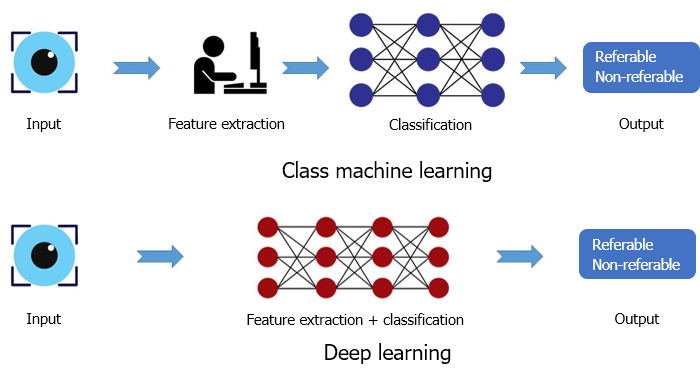 Referable
Non-referable
Input
Feature extraction
Classification
Output
Class machine learning
Referable
Non-referable
Input
Feature extraction + classification
Output
Deep learning